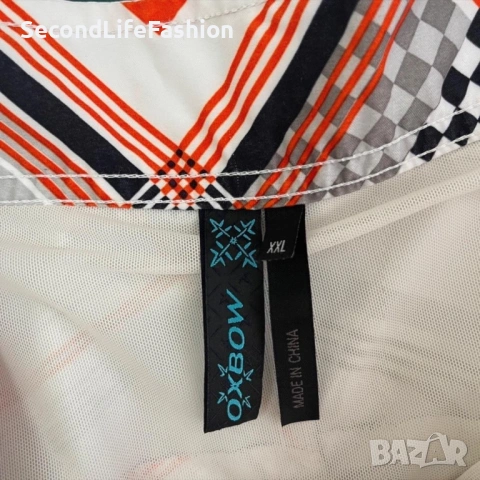 SecondLifeFashion
XXL
OXBOW
MADE IN CHINA
BAZAR